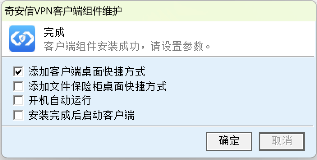 奇安信VPN客户端组件维护
完成
客户端组件安装成功，请设置参数。
添加客户端桌面快捷方式
添加文件保险柜桌面快捷方式
开机自动运行
安装完成后启动客户端
确定
取消